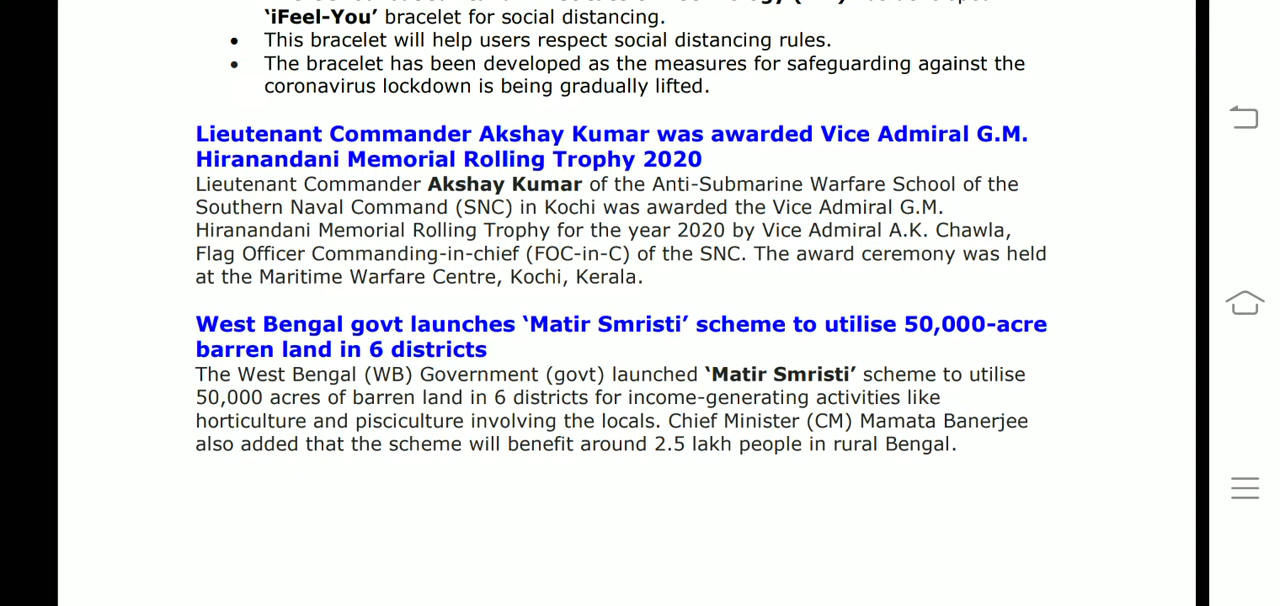 'iFeel-You' bracelet for social distancing.
• This bracelet will help users respect social distancing rules.
• The bracelet has been developed as the measures for safeguarding against the
coronavirus lockdown is being gradually lifted.
Lieutenant Commander Akshay Kumar was awarded Vice Admiral G.M.
Hiranandani Memorial Rolling Trophy 2020
Lieutenant Commander Akshay Kumar of the Anti-Submarine Warfare School of the
Southern Naval Command (SNC) in Kochi was awarded the Vice Admiral G.M.
Hiranandani Memorial Rolling Trophy for the year 2020 by Vice Admiral A.K. Chawla,
Flag Officer Commanding-in-chief (FOC-in-C) of the SNC. The award ceremony was held
at the Maritime Warfare Centre, Kochi, Kerala.
West Bengal govt launches 'Matir Smristi' scheme to utilise 50,000-acre
barren land in 6 districts
The West Bengal (WB) Government (govt) launched 'Matir Smristi' scheme to utilise
50,000 acres of barren land in 6 districts for income-generating activities like
horticulture and pisciculture involving the locals. Chief Minister (CM) Mamata Banerjee
also added that the scheme will benefit around 2.5 lakh people in rural Bengal.